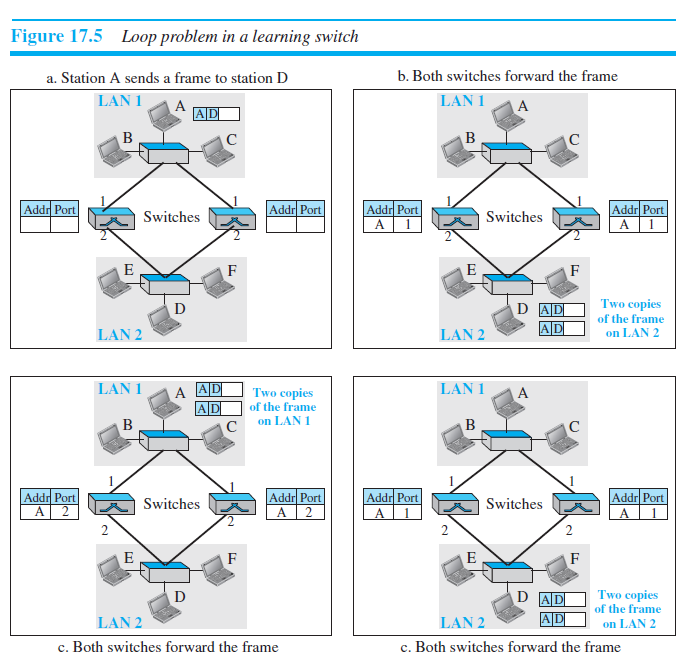 Figure 17.5 Loop problem in a learning switch
a. Station A sends a frame to station D
LAN 1
A
A D
B
C
Addr Port
1
Switches
1
Addr Port
2
2
E
F
D
LAN 2
b. Both switches forward the frame
LAN 1
A
B
C
Addr Port
A 1
1
Switches
1
Addr Port
A 1
2
2
E
F
D
A D
A D
Two copies
of the frame
on LAN 2
LAN 2
LAN 1
A
A D
A D
Two copies
of the frame
on LAN 1
B
C
Addr Port
A 2
1
Switches
1
Addr Port
A 2
2
2
E
F
D
LAN 2
c. Both switches forward the frame
LAN 1
A
B
C
Addr Port
A 1
1
Switches
1
Addr Port
A 1
2
2
E
F
D
A D
A D
Two copies
of the frame
on LAN 2
LAN 2
c. Both switches forward the frame